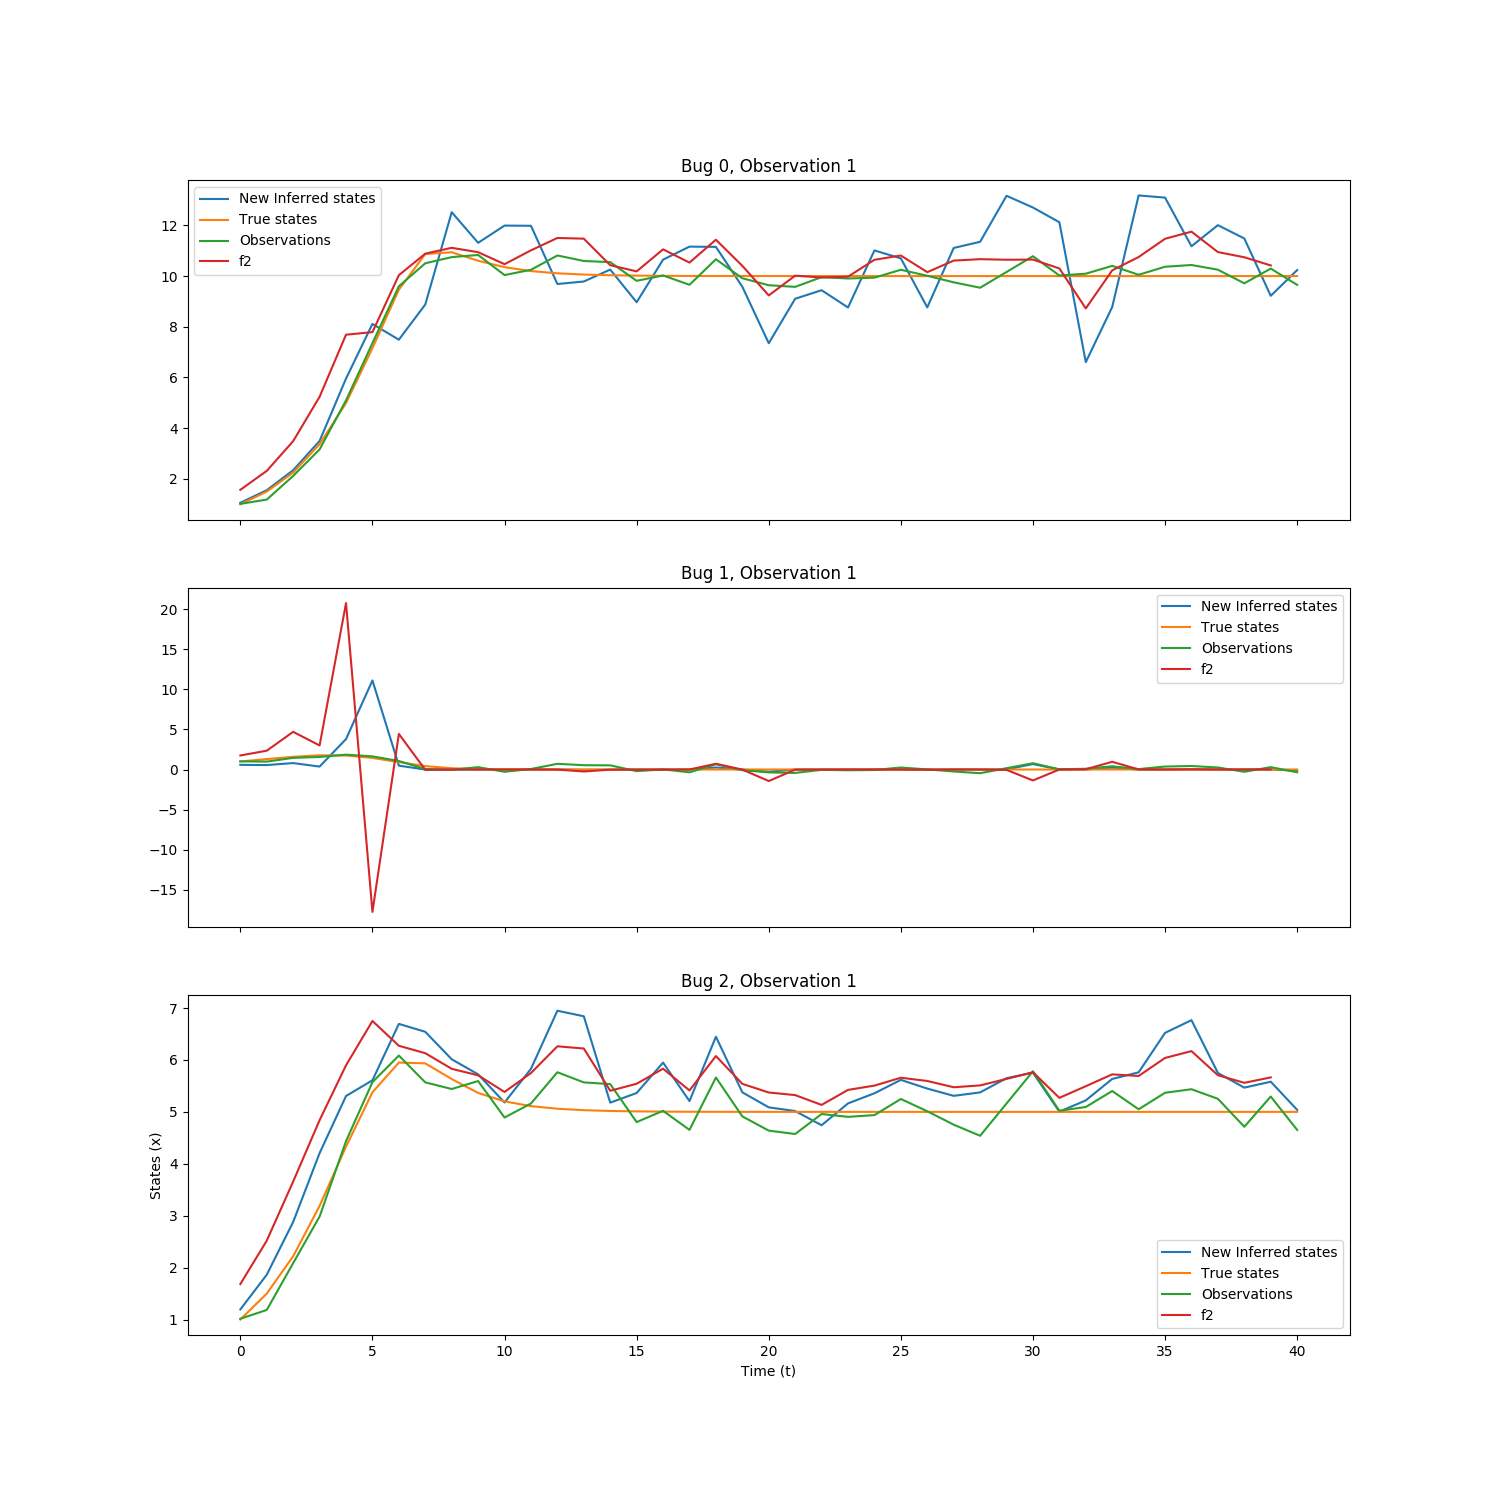 Bug 0, Observation 1
New Inferred states
True states
Observations
f2
12
10
8
6
4
2
Bug 1, Observation 1
New Inferred states
True states
Observations
f2
20
15
10
5
0
−5
−10
−15
Bug 2, Observation 1
7
6
5
4
3
2
1
States (x)
New Inferred states
True states
Observations
f2
0 5 10 15 20 25 30 35 40
Time (t)